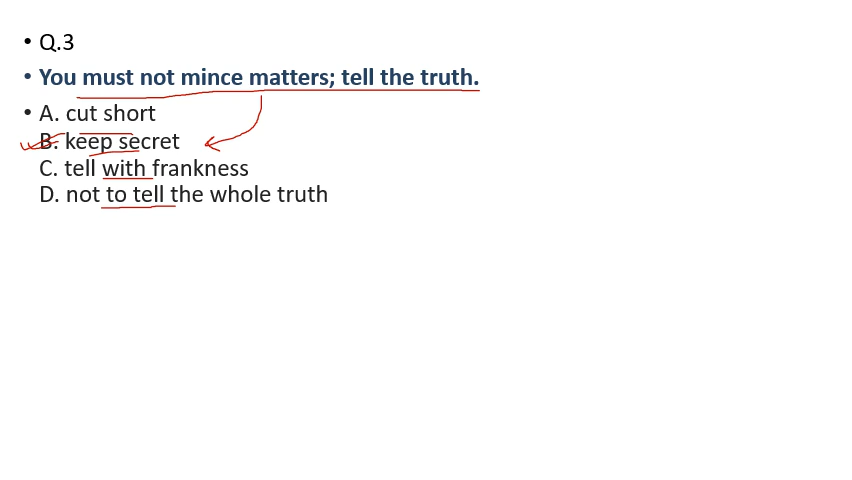 • Q.3
• You must not mince matters; tell the truth.
• A. cut short
B. keep secret
C. tell with frankness
D. not to tell the whole truth